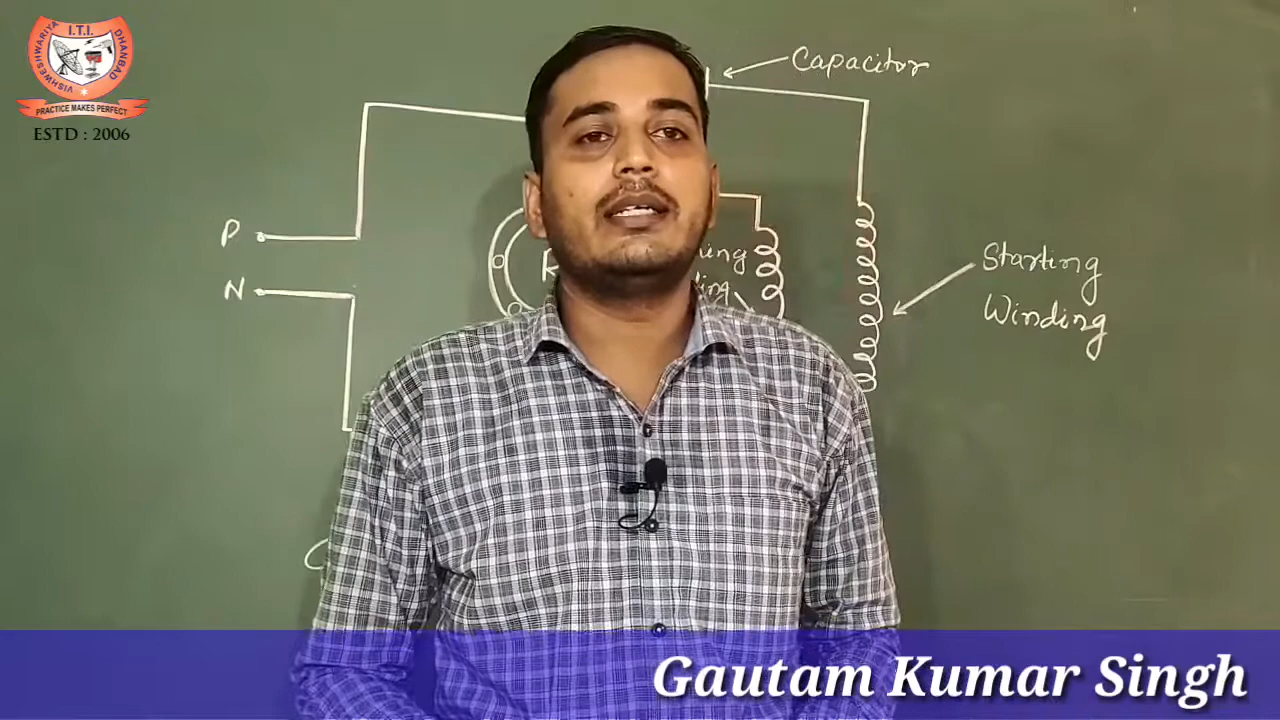 I.T.I.
VISHWESHWARIYA
DHANBAD
PRACTICE MAKES PERFECT
ESTD : 2006
Capacitor
P
N
R
Starting
Winding
Gautam Kumar Singh